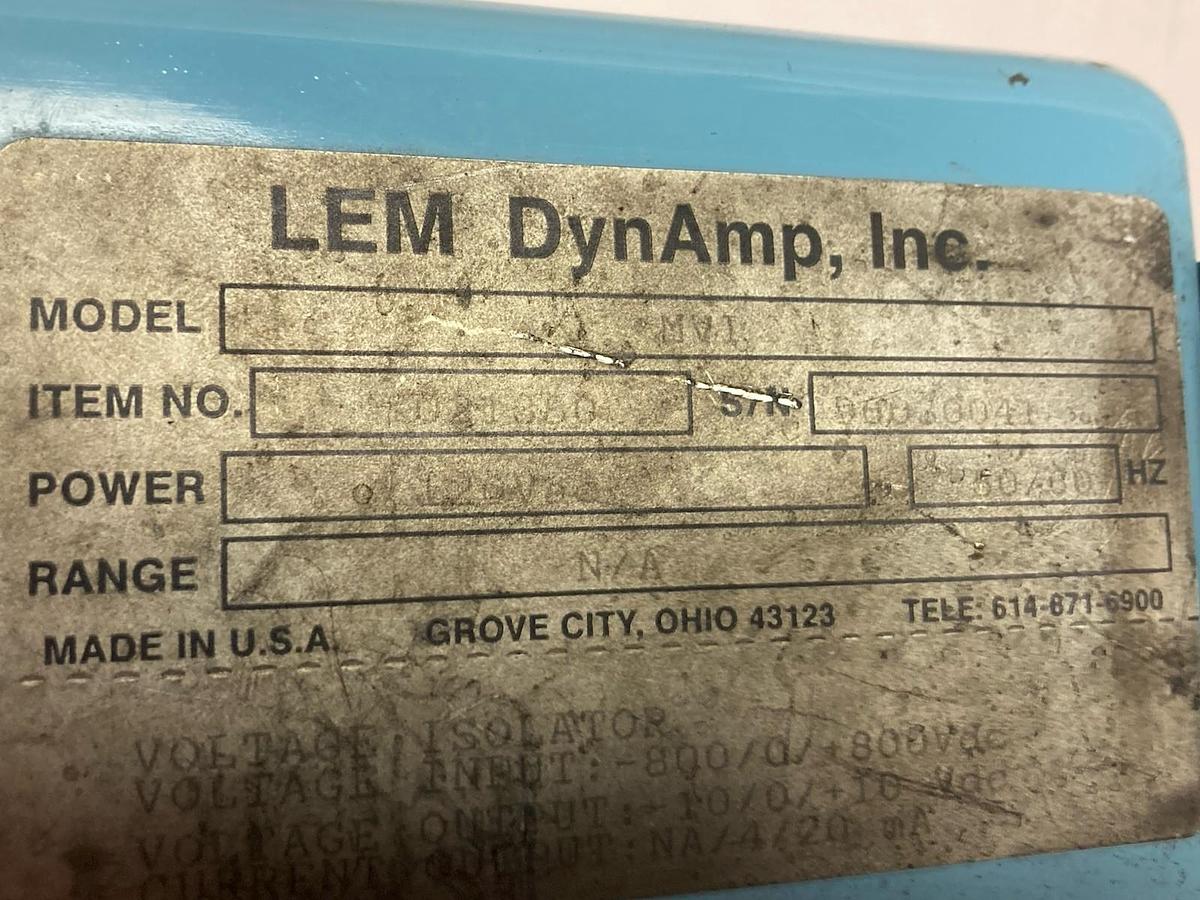 LEM DynAmp, Inc.
MODEL MVI
ITEM NO. S/N
POWER HZ
RANGE N/A
MADE IN U.S.A. GROVE CITY, OHIO 43123 TELE: 614-871-6900
VOLTAGE ISOLATOR
VOLTAGE INPUT:-800/0/+800Vdc
VOLTAGE OUTPUT:-10/0/+10 Vdc
CURRENT OUTPUT:NA/4/20 mA